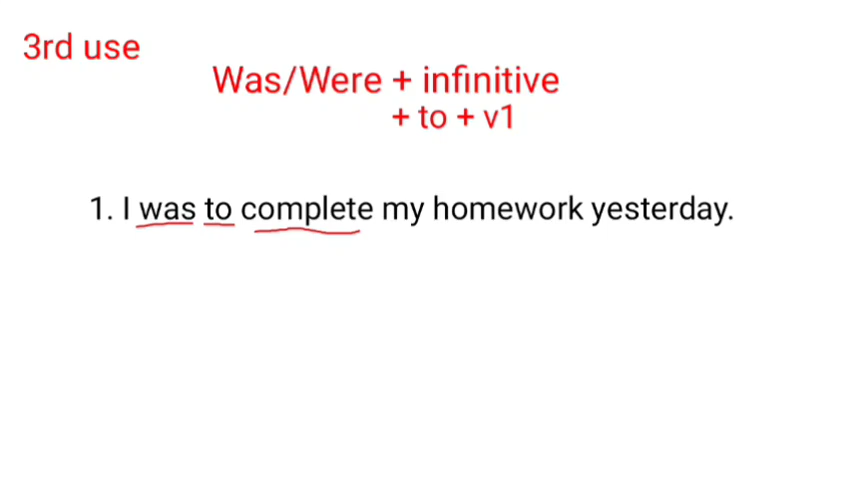 3rd use
Was/Were + infinitive
+ to + v1
1. I was to complete my homework yesterday.